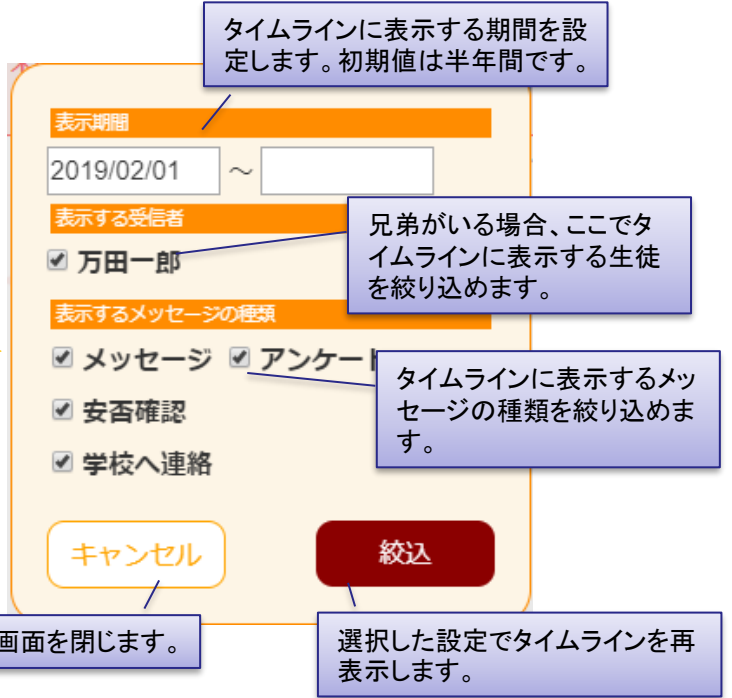 タイムラインに表示する期間を設
定します。初期値は半年間です。
表示期間
2019/02/01 ～
表示する受信者
万田一郎
兄弟がいる場合、ここでタ
イムラインに表示する生徒
を絞り込めます。
表示するメッセージの種類
メッセージ アンケート
タイムラインに表示するメッ
セージの種類を絞り込めま
す。
安否確認
学校へ連絡
キャンセル 絞込
画面を閉じます。
選択した設定でタイムラインを再
表示します。